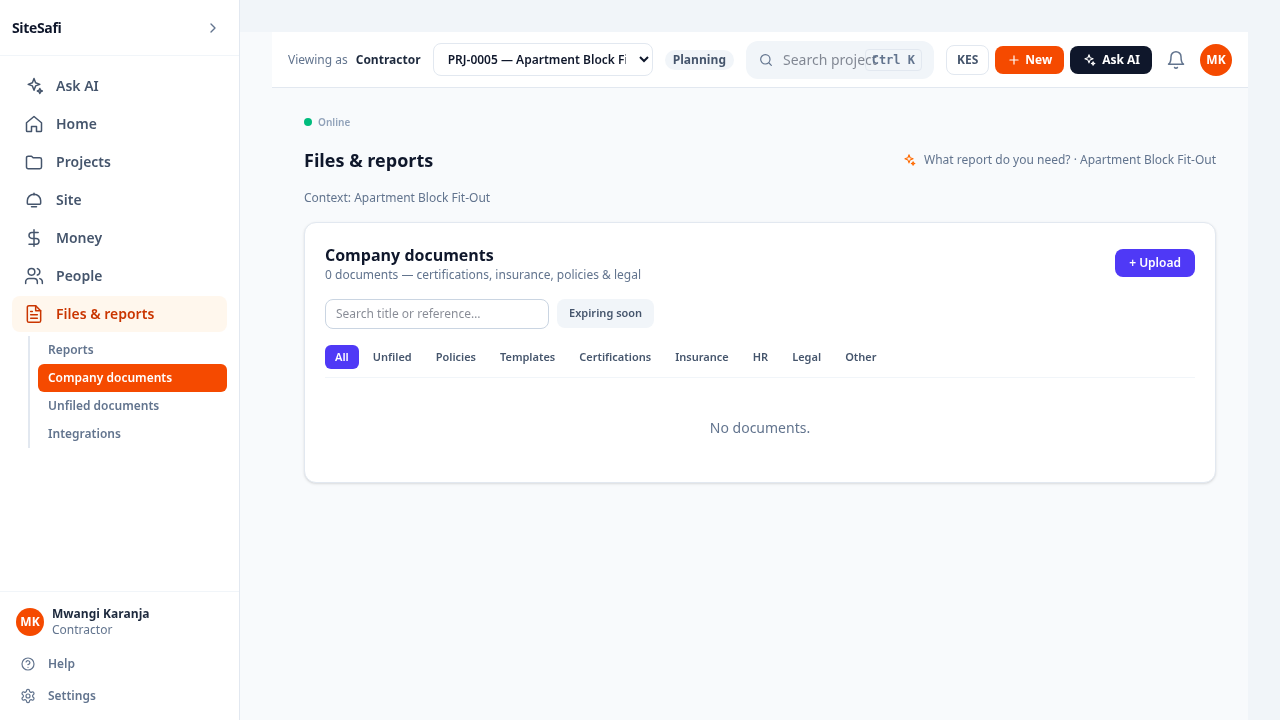 SiteSafi
Ask AI
Home
Projects
Site
Money
People
Files & reports
Reports
Company documents
Unfiled documents
Integrations
MK
Mwangi Karanja
Contractor
Help
Settings
Viewing as Contractor
PRJ-0005 — Apartment Block Fi
Planning
Search project
Ctrl K
KES
New
Ask AI
MK
Online
Files & reports
What report do you need? · Apartment Block Fit-Out
Context: Apartment Block Fit-Out
Company documents
0 documents — certifications, insurance, policies & legal
+ Upload
Search title or reference...
Expiring soon
All Unfiled Policies Templates Certifications Insurance HR Legal Other
No documents.